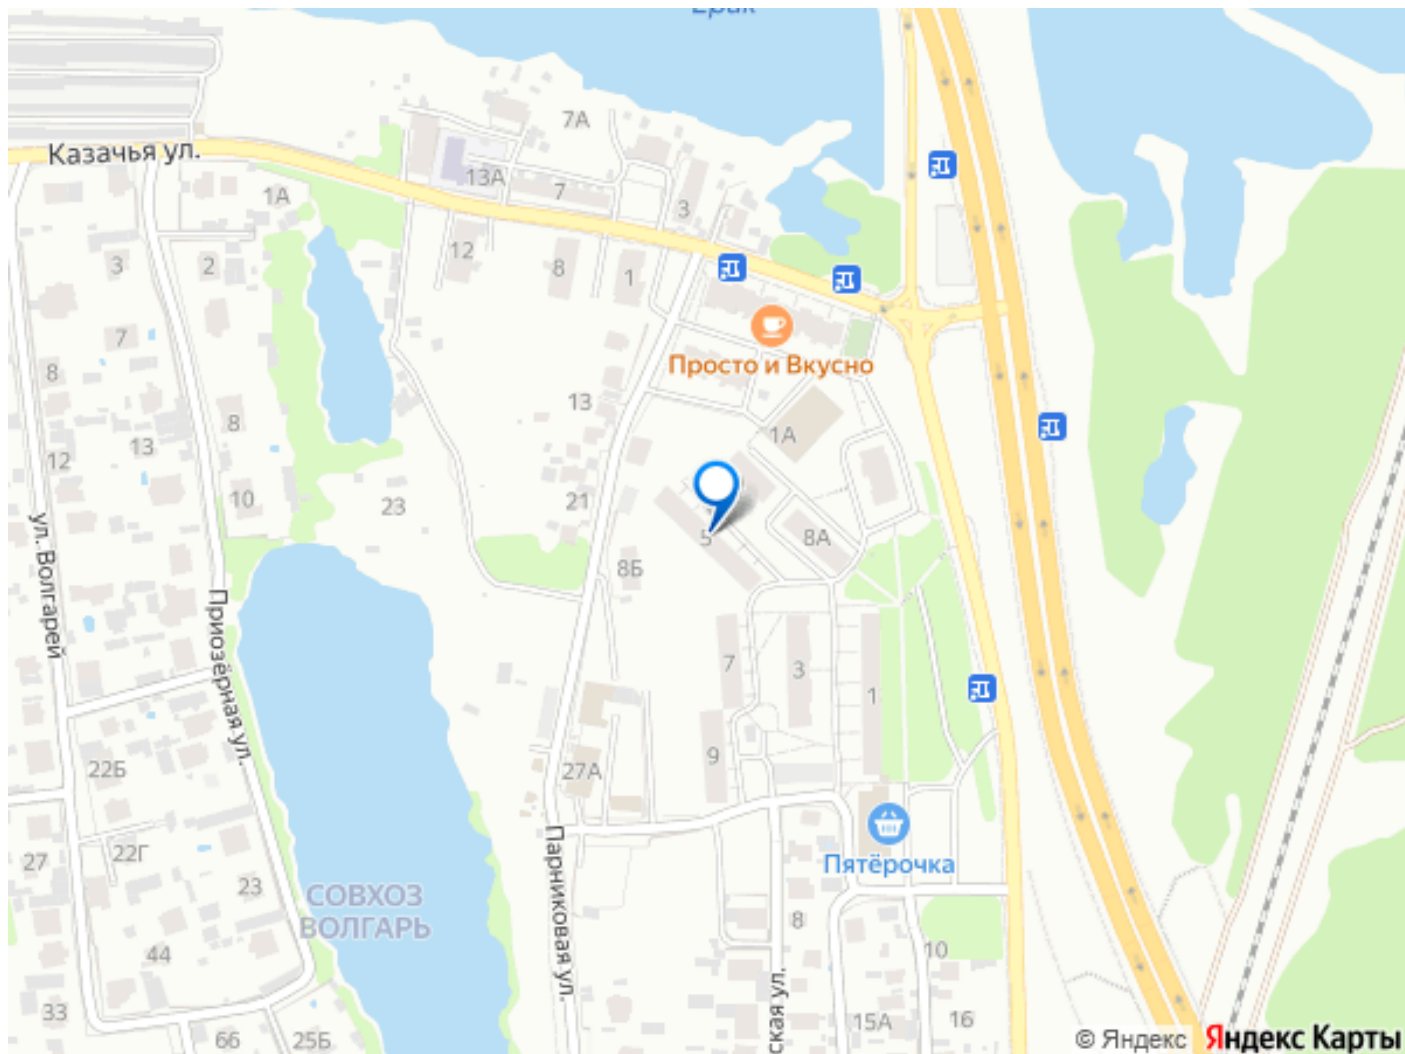 Ерик
Казачья ул.
7А
13А
7
3
1А
12
8
1
3
2
7
Просто и Вкусно
8
13
8
13
1А
12
10
23
21
5
8А
8Б
ул. Волгарей
Приозёрная ул.
7
3
1
22Б
27А
9
Пятёрочка
27
22Г
23
СОВХОЗ
ВОЛГАРЬ
Парниковая ул.
8
44
10
33
66
25Б
ская ул.
15А
16
© Яндекс
Яндекс Карты